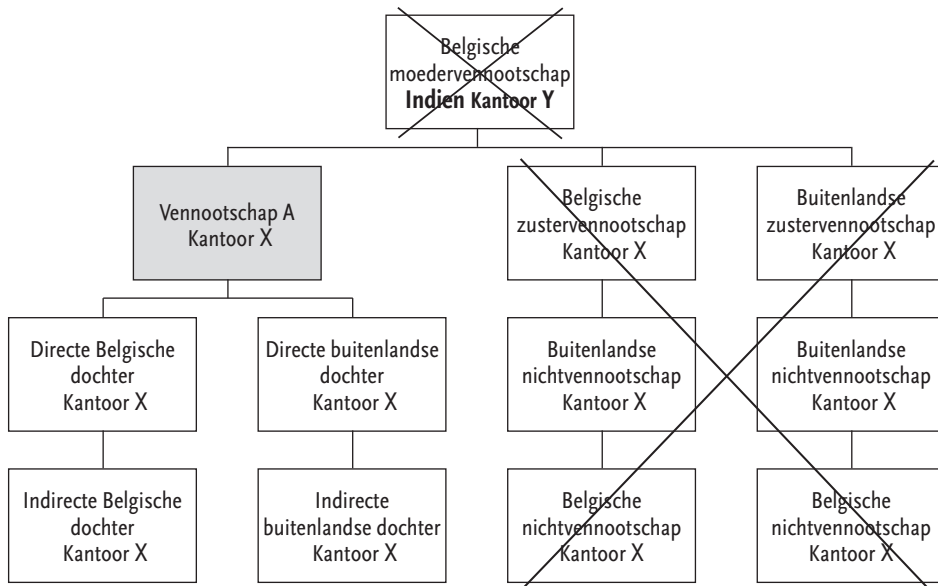 Belgische
moedervennootschap
Indien Kantoor Y
Vennootschap A
Kantoor X
Belgische
zustervennootschap
Kantoor X
Buitenlandse
zustervennootschap
Kantoor X
Directe Belgische
dochter
Kantoor X
Directe buitenlandse
dochter
Kantoor X
Buitenlandse
nichtvennootschap
Kantoor X
Buitenlandse
nichtvennootschap
Kantoor X
Indirecte Belgische
dochter
Kantoor X
Indirecte
buitenlandse dochter
Kantoor X
Belgische
nichtvennootschap
Kantoor X
Belgische
nichtvennootschap
Kantoor X